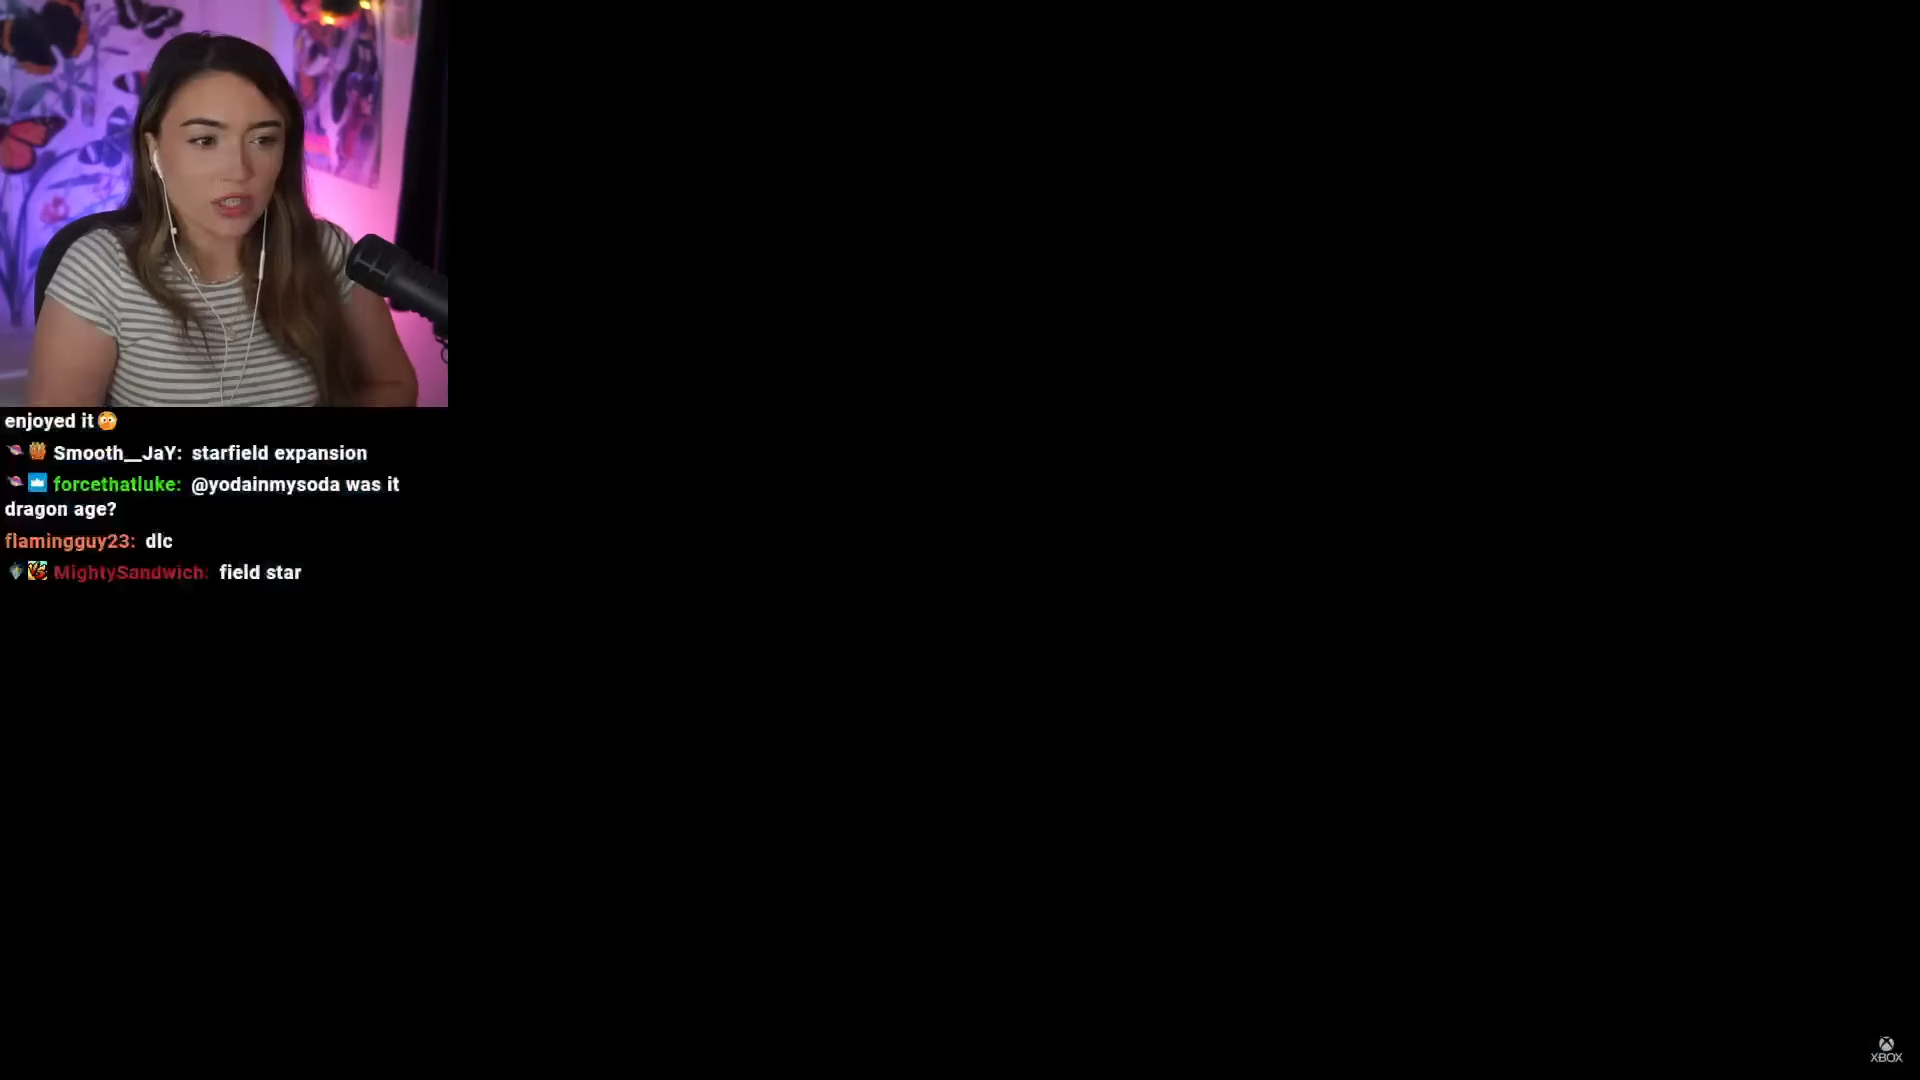 enjoyed it
Smooth__JaY: starfield expansion
forcethatluke: @yodainmysoda was it
dragon age?
flamingguy23: dlc
MightySandwich: field star
XBOX